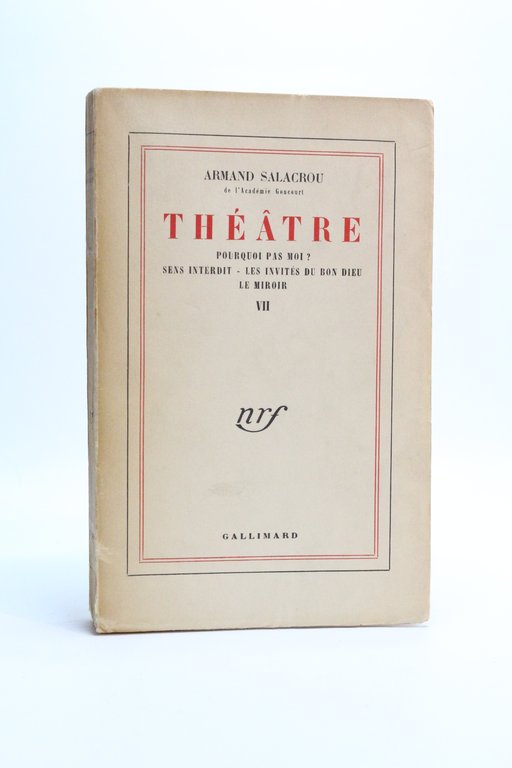 ARMAND SALACROU
de l'Académie Goncourt
THÉÂTRE
POURQUOI PAS MOI ?
SENS INTERDIT - LES INVITÉS DU BON DIEU
LE MIROIR
VII
nrf
GALLIMARD